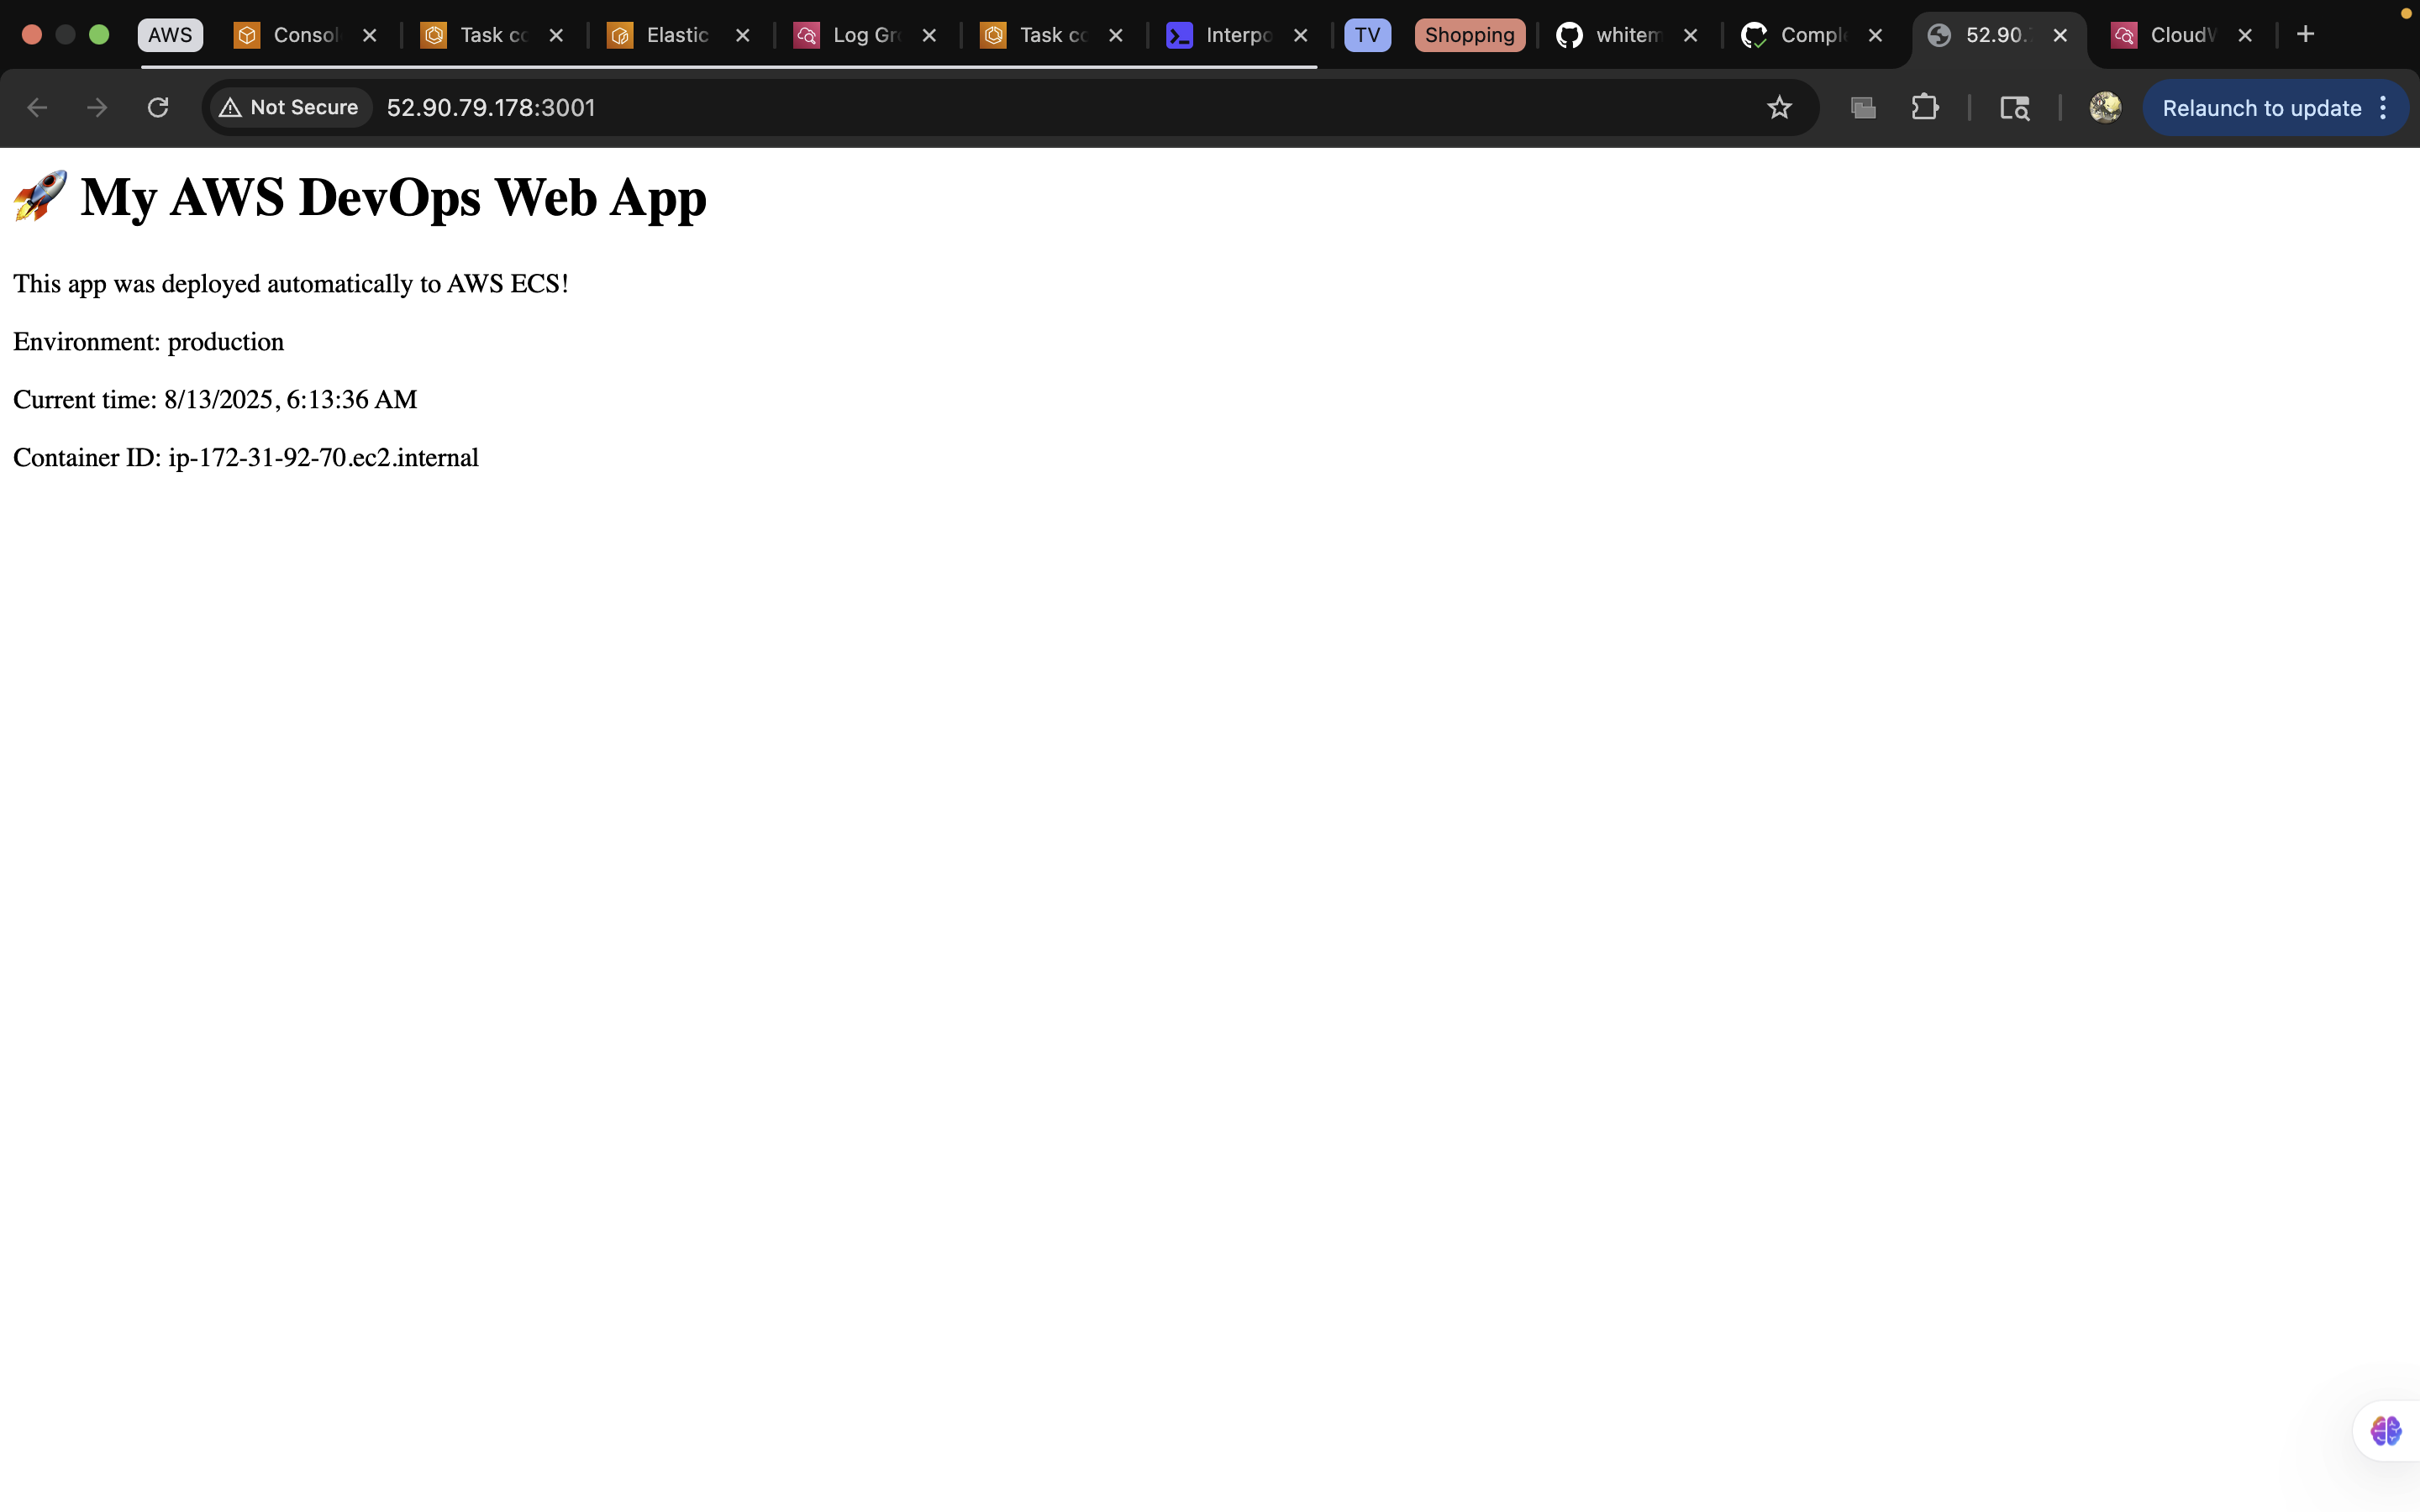 AWS
Consol
Task co
Elastic
Log Gr
Task co
Interpo
TV
Shopping
whitem
Compl
52.90.
CloudW
Not Secure
52.90.79.178:3001
Relaunch to update
🚀 My AWS DevOps Web App
This app was deployed automatically to AWS ECS!
Environment: production
Current time: 8/13/2025, 6:13:36 AM
Container ID: ip-172-31-92-70.ec2.internal